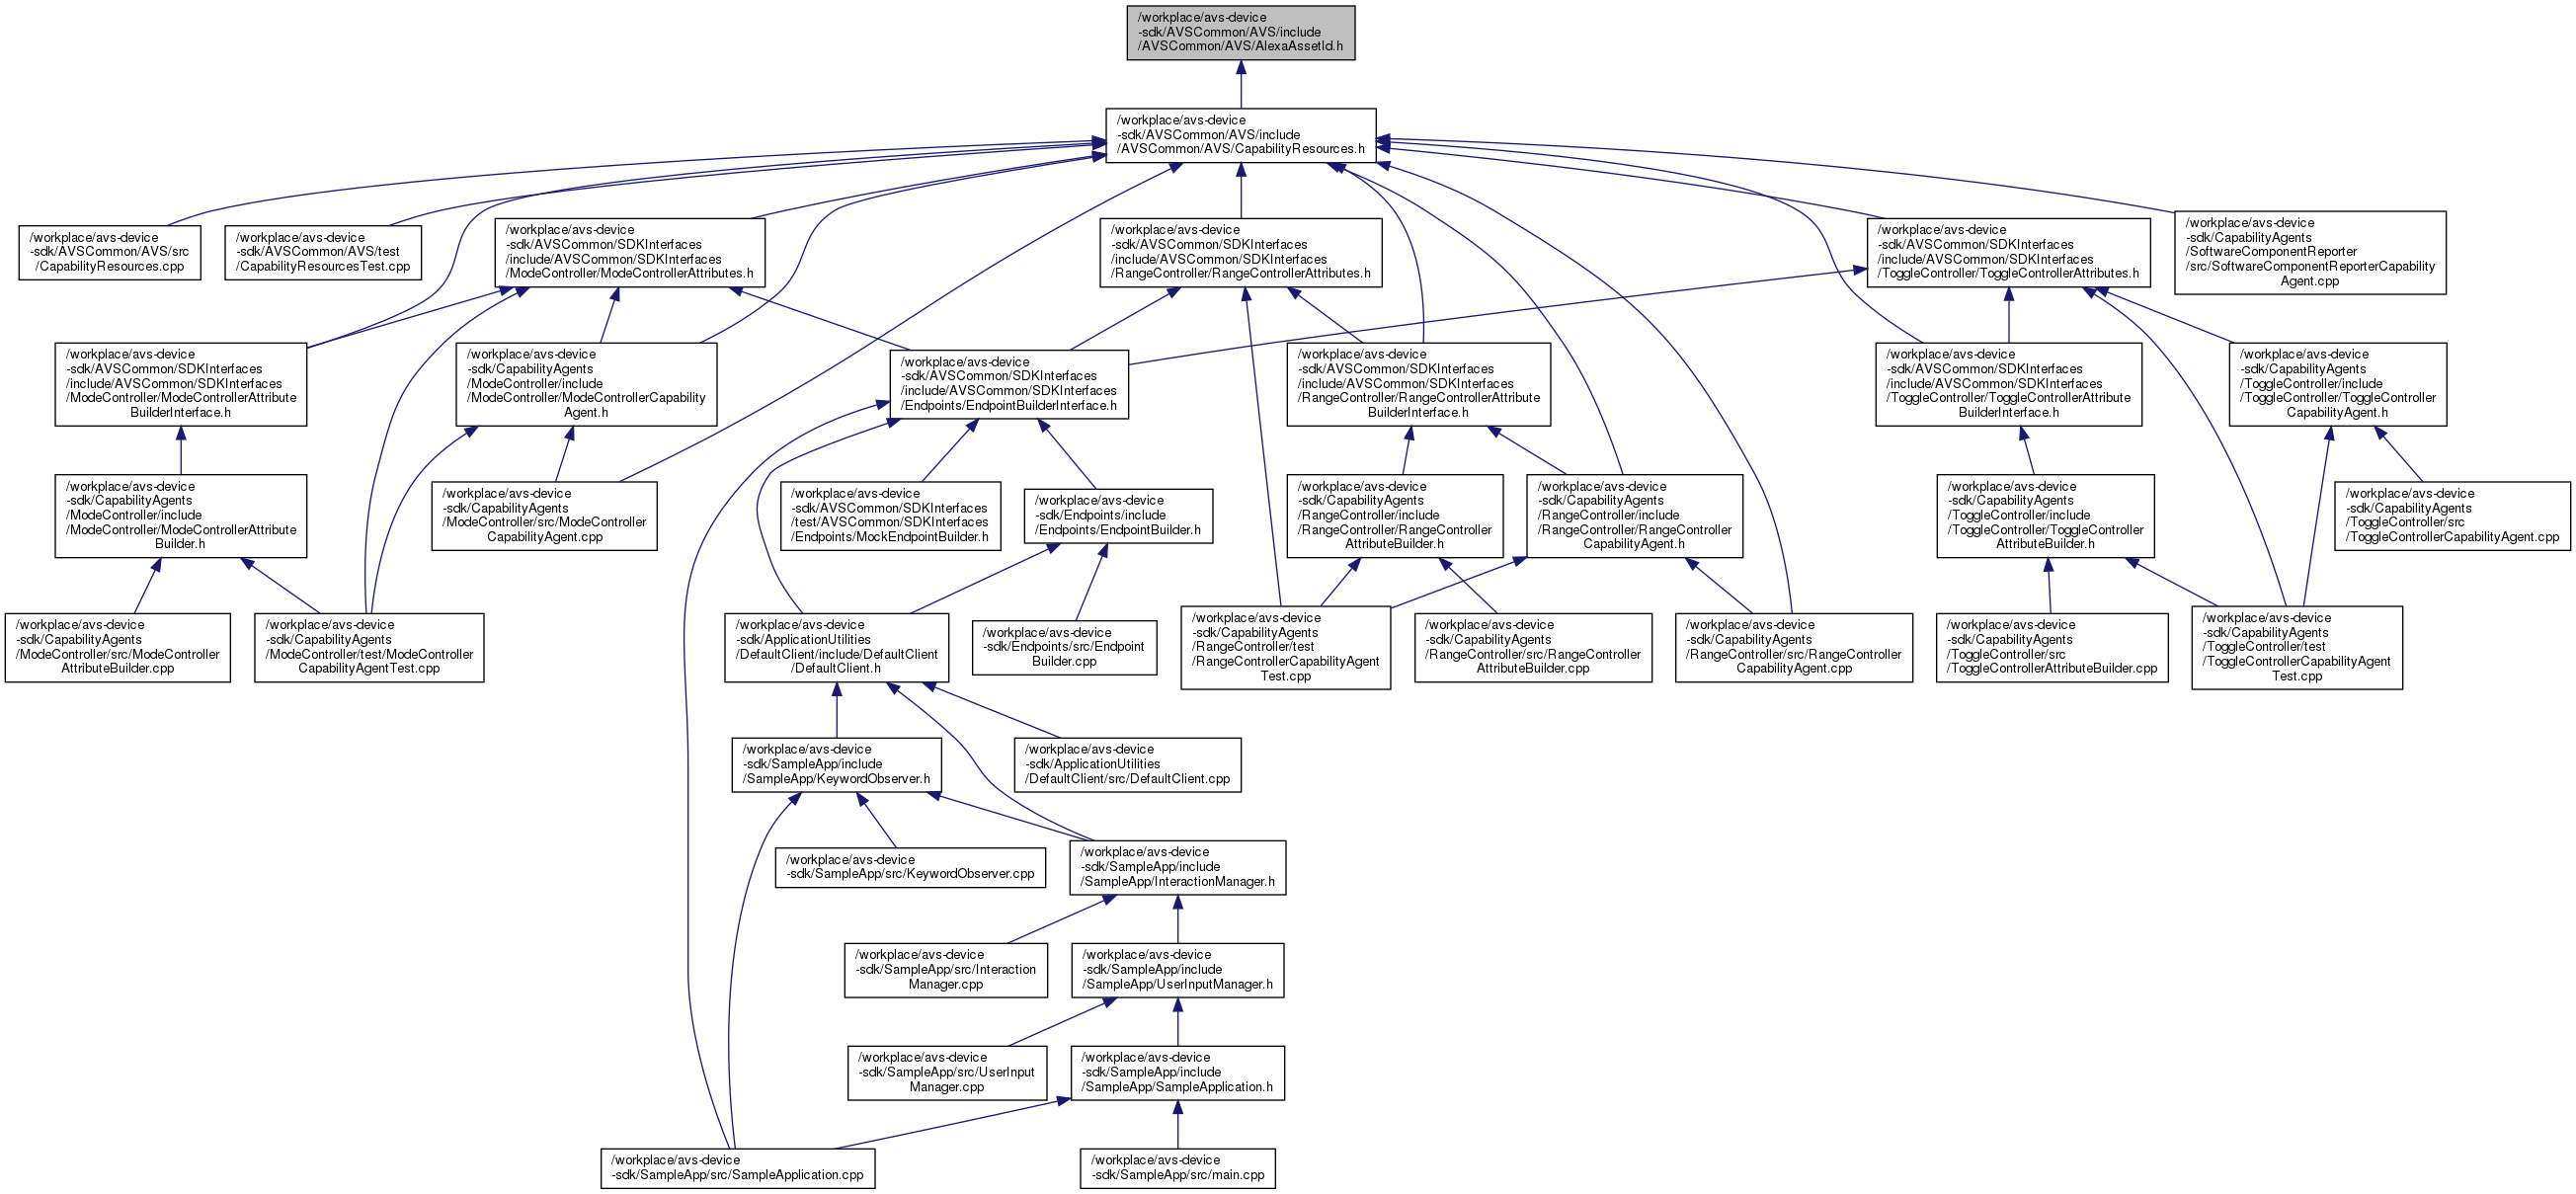 /workplace/avs-device
-sdk/AVSCommon/AVS/include
/AVSCommon/AVS/AlexaAssetId.h
/workplace/avs-device
-sdk/AVSCommon/AVS/include
/AVSCommon/AVS/CapabilityResources.h
/workplace/avs-device
-sdk/AVSCommon/AVS/src
/CapabilityResources.cpp
/workplace/avs-device
-sdk/AVSCommon/AVS/test
/CapabilityResourcesTest.cpp
/workplace/avs-device
-sdk/AVSCommon/SDKInterfaces
/include/AVSCommon/SDKInterfaces
/ModeController/ModeControllerAttributes.h
/workplace/avs-device
-sdk/AVSCommon/SDKInterfaces
/include/AVSCommon/SDKInterfaces
/RangeController/RangeControllerAttributes.h
/workplace/avs-device
-sdk/AVSCommon/SDKInterfaces
/include/AVSCommon/SDKInterfaces
/ToggleController/ToggleControllerAttributes.h
/workplace/avs-device
-sdk/CapabilityAgents
/SoftwareComponentReporter
/src/SoftwareComponentReporterCapability
Agent.cpp
/workplace/avs-device
-sdk/AVSCommon/SDKInterfaces
/include/AVSCommon/SDKInterfaces
/ModeController/ModeControllerAttribute
BuilderInterface.h
/workplace/avs-device
-sdk/CapabilityAgents
/ModeController/include
/ModeController/ModeControllerCapability
Agent.h
/workplace/avs-device
-sdk/AVSCommon/SDKInterfaces
/include/AVSCommon/SDKInterfaces
/Endpoints/EndpointBuilderInterface.h
/workplace/avs-device
-sdk/AVSCommon/SDKInterfaces
/include/AVSCommon/SDKInterfaces
/RangeController/RangeControllerAttribute
BuilderInterface.h
/workplace/avs-device
-sdk/AVSCommon/SDKInterfaces
/include/AVSCommon/SDKInterfaces
/ToggleController/ToggleControllerAttribute
BuilderInterface.h
/workplace/avs-device
-sdk/CapabilityAgents
/ToggleController/include
/ToggleController/ToggleController
CapabilityAgent.h
/workplace/avs-device
-sdk/CapabilityAgents
/ModeController/include
/ModeController/ModeControllerAttribute
Builder.h
/workplace/avs-device
-sdk/CapabilityAgents
/ModeController/src/ModeController
CapabilityAgent.cpp
/workplace/avs-device
-sdk/AVSCommon/SDKInterfaces
/test/AVSCommon/SDKInterfaces
/Endpoints/MockEndpointBuilder.h
/workplace/avs-device
-sdk/Endpoints/include
/Endpoints/EndpointBuilder.h
/workplace/avs-device
-sdk/CapabilityAgents
/RangeController/include
/RangeController/RangeController
AttributeBuilder.h
/workplace/avs-device
-sdk/CapabilityAgents
/RangeController/include
/RangeController/RangeController
CapabilityAgent.h
/workplace/avs-device
-sdk/CapabilityAgents
/ToggleController/include
/ToggleController/ToggleController
AttributeBuilder.h
/workplace/avs-device
-sdk/CapabilityAgents
/ToggleController/src
/ToggleControllerCapabilityAgent.cpp
/workplace/avs-device
-sdk/CapabilityAgents
/ModeController/src/ModeController
AttributeBuilder.cpp
/workplace/avs-device
-sdk/CapabilityAgents
/ModeController/test/ModeController
CapabilityAgentTest.cpp
/workplace/avs-device
-sdk/ApplicationUtilities
/DefaultClient/include/DefaultClient
/DefaultClient.h
/workplace/avs-device
-sdk/Endpoints/src/Endpoint
Builder.cpp
/workplace/avs-device
-sdk/CapabilityAgents
/RangeController/test
/RangeControllerCapabilityAgent
Test.cpp
/workplace/avs-device
-sdk/CapabilityAgents
/RangeController/src/RangeController
AttributeBuilder.cpp
/workplace/avs-device
-sdk/CapabilityAgents
/RangeController/src/RangeController
CapabilityAgent.cpp
/workplace/avs-device
-sdk/CapabilityAgents
/ToggleController/src
/ToggleControllerAttributeBuilder.cpp
/workplace/avs-device
-sdk/CapabilityAgents
/ToggleController/test
/ToggleControllerCapabilityAgent
Test.cpp
/workplace/avs-device
-sdk/SampleApp/include
/SampleApp/KeywordObserver.h
/workplace/avs-device
-sdk/ApplicationUtilities
/DefaultClient/src/DefaultClient.cpp
/workplace/avs-device
-sdk/SampleApp/src/KeywordObserver.cpp
/workplace/avs-device
-sdk/SampleApp/include
/SampleApp/InteractionManager.h
/workplace/avs-device
-sdk/SampleApp/src/Interaction
Manager.cpp
/workplace/avs-device
-sdk/SampleApp/include
/SampleApp/UserInputManager.h
/workplace/avs-device
-sdk/SampleApp/src/UserInput
Manager.cpp
/workplace/avs-device
-sdk/SampleApp/include
/SampleApp/SampleApplication.h
/workplace/avs-device
-sdk/SampleApp/src/SampleApplication.cpp
/workplace/avs-device
-sdk/SampleApp/src/main.cpp